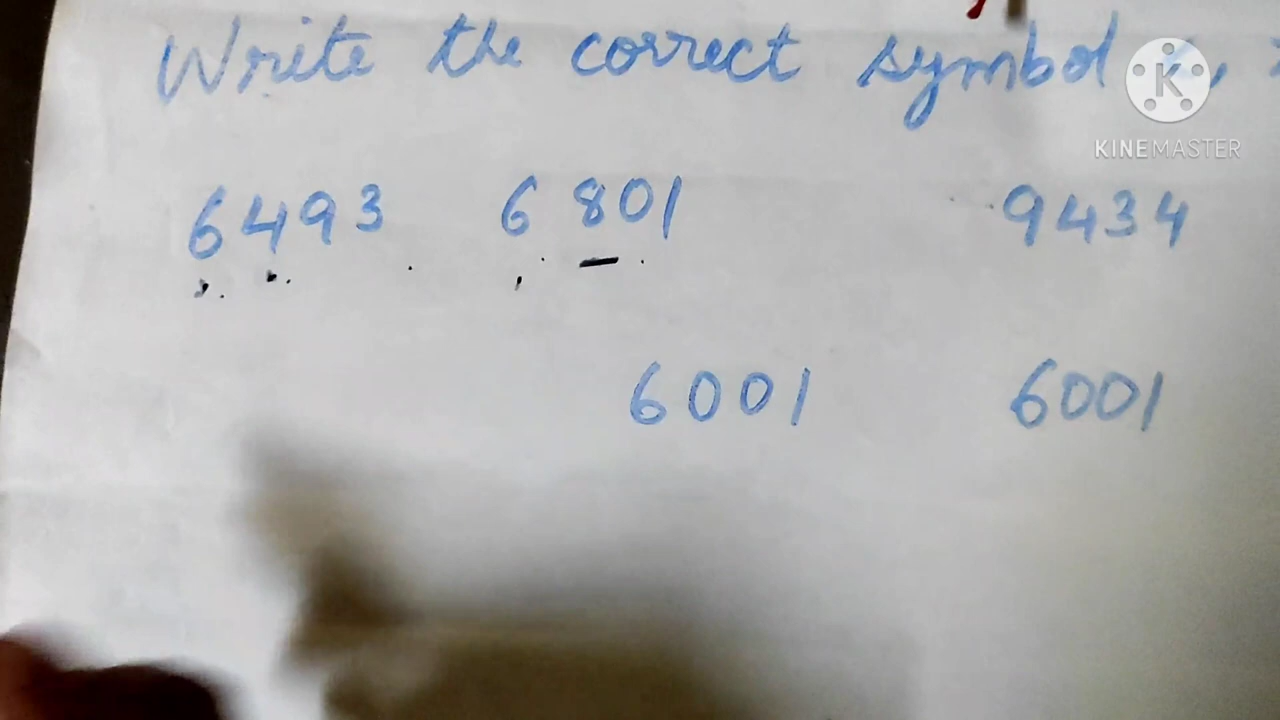 Write the correct symbol <,
KINEMASTER
6493 6801 9434
6001 6001